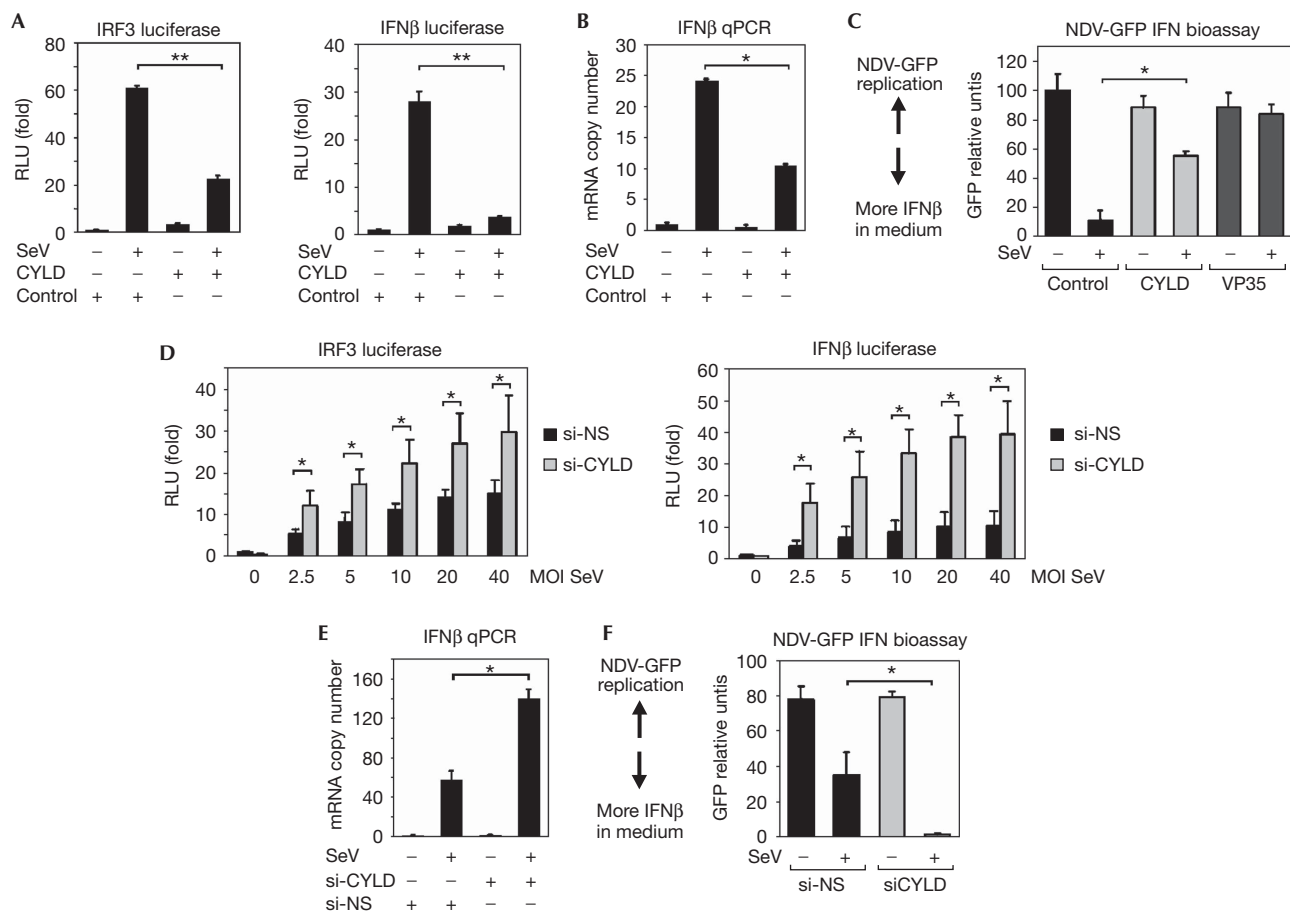 A
IRF3 luciferase
RLU (fold)
80
60
40
20
0
SeV – + – +
CYLD – – + +
Control + + – –
**
IFNβ luciferase
RLU (fold)
40
30
20
10
0
SeV – + – +
CYLD – – + +
Control + + – –
**
B
IFNβ qPCR
mRNA copy number
30
25
20
15
10
5
0
SeV – + – +
CYLD – – + +
Control + + – –
*
C
NDV-GFP IFN bioassay
NDV-GFP
replication
More IFNβ
in medium
GFP relative untis
140
120
100
80
60
40
20
0
*
SeV – + – + – +
Control CYLD VP35
D
IRF3 luciferase
RLU (fold)
40
30
20
10
0
* * * * *
si-NS
si-CYLD
0 2.5 5 10 20 40 MOI SeV
IFNβ luciferase
RLU (fold)
60
50
40
30
20
10
0
* * * * *
si-NS
si-CYLD
0 2.5 5 10 20 40 MOI SeV
E
IFNβ qPCR
mRNA copy number
160
120
80
60
40
0
*
SeV – + – +
si-CYLD – – + +
si-NS + + – –
F
NDV-GFP IFN bioassay
NDV-GFP
replication
More IFNβ
in medium
GFP relative untis
100
80
60
40
20
0
*
SeV – + – +
si-NS siCYLD